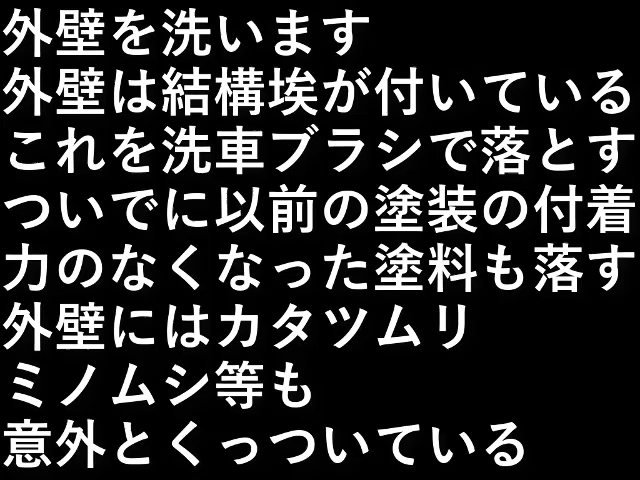 外壁を洗います
外壁は結構埃が付いている
これを洗車ブラシで落とす
ついでに以前の塗装の付着
力のなくなった塗料も落す
外壁にはカタツムリ
ミノムシ等も
意外とくっついている